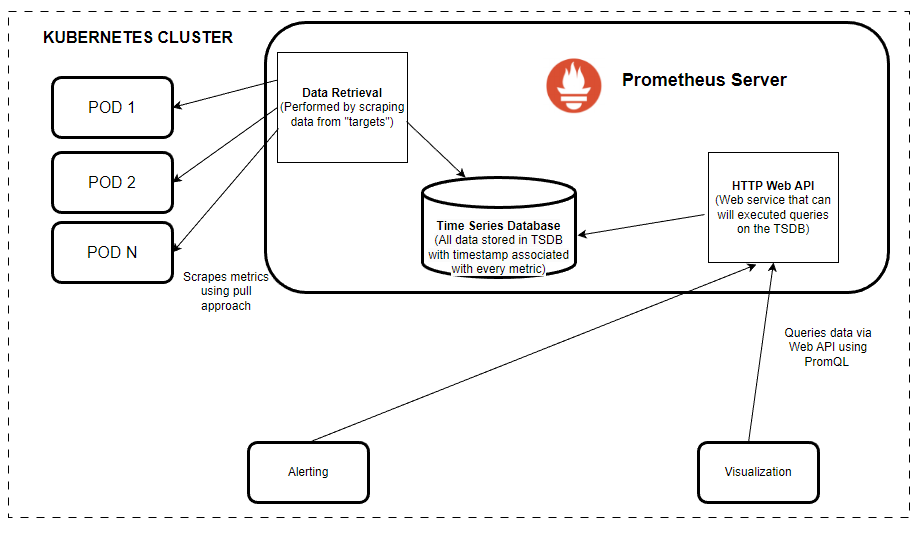 KUBERNETES CLUSTER
POD 1
POD 2
POD N
Data Retrieval
(Performed by scraping
data from "targets")
Prometheus Server
Time Series Database
(All data stored in TSDB
with timestamp associated
with every metric)
HTTP Web API
(Web service that can
will executed queries
on the TSDB)
Scrapes metrics
using pull
approach
Queries data via
Web API using
PromQL
Alerting
Visualization